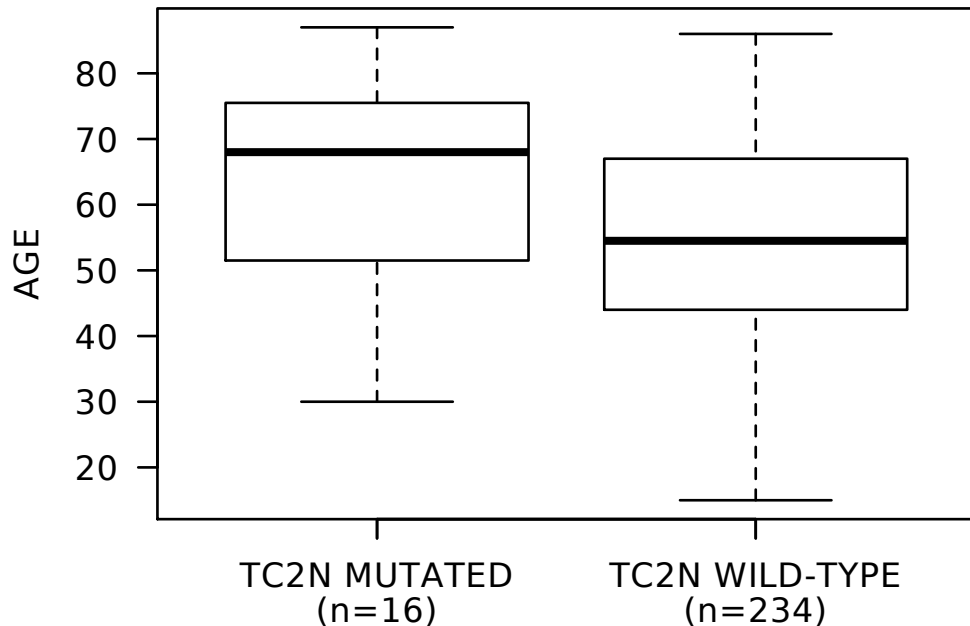 AGE
80
70
60
50
40
30
20
TC2N MUTATED
(n=16)
TC2N WILD-TYPE
(n=234)